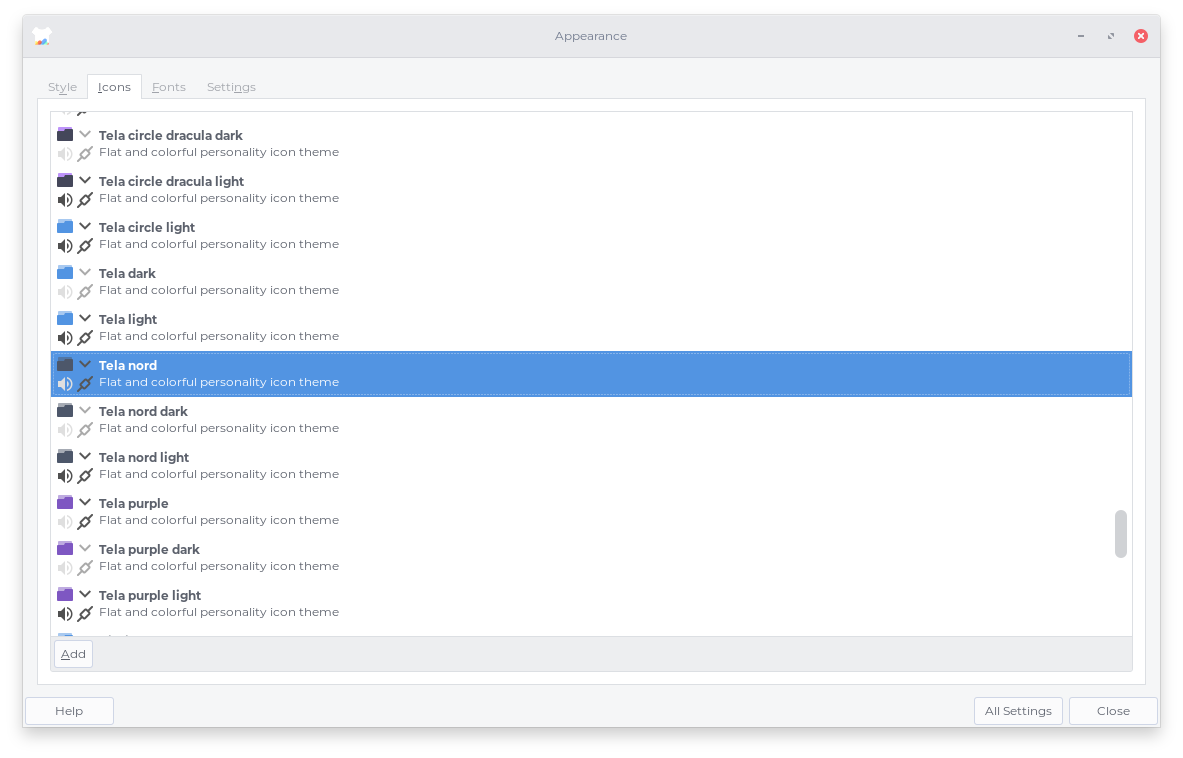 Appearance
Style Icons Fonts Settings
Tela circle dracula dark
Flat and colorful personality icon theme
Tela circle dracula light
Flat and colorful personality icon theme
Tela circle light
Flat and colorful personality icon theme
Tela dark
Flat and colorful personality icon theme
Tela light
Flat and colorful personality icon theme
Tela nord
Flat and colorful personality icon theme
Tela nord dark
Flat and colorful personality icon theme
Tela nord light
Flat and colorful personality icon theme
Tela purple
Flat and colorful personality icon theme
Tela purple dark
Flat and colorful personality icon theme
Tela purple light
Flat and colorful personality icon theme
Add
Help All Settings Close